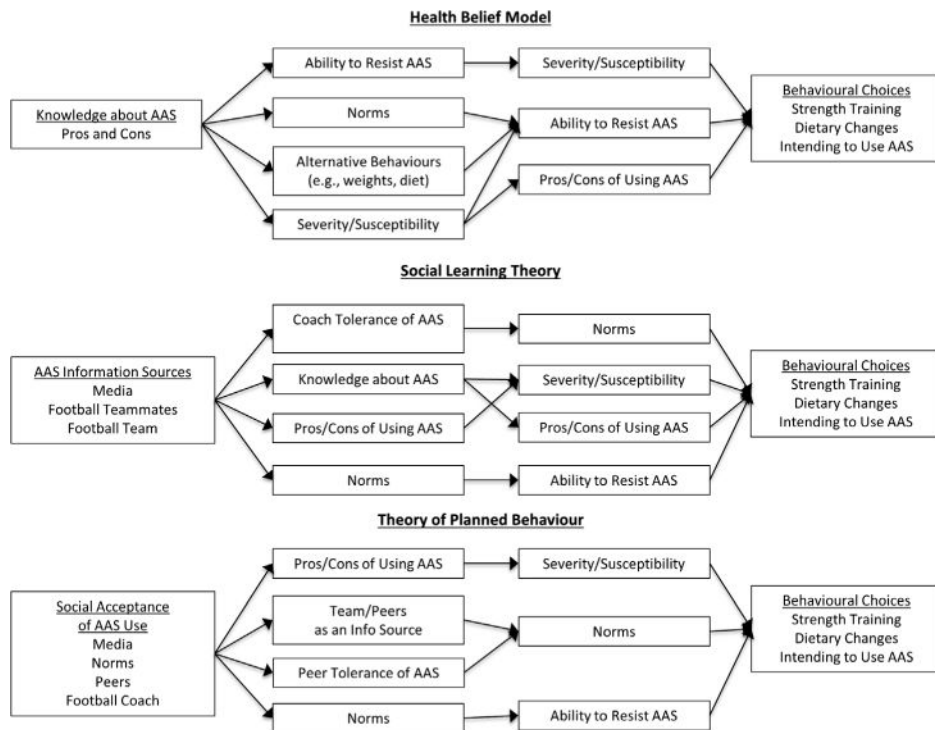 Health Belief Model
Knowledge about AAS
Pros and Cons
Ability to Resist AAS
Norms
Alternative Behaviours
(e.g., weights, diet)
Severity/Susceptibility
Severity/Susceptibility
Ability to Resist AAS
Pros/Cons of Using AAS
Behavioural Choices
Strength Training
Dietary Changes
Intending to Use AAS
Social Learning Theory
AAS Information Sources
Media
Football Teammates
Football Team
Coach Tolerance of AAS
Knowledge about AAS
Pros/Cons of Using AAS
Norms
Norms
Severity/Susceptibility
Pros/Cons of Using AAS
Ability to Resist AAS
Behavioural Choices
Strength Training
Dietary Changes
Intending to Use AAS
Theory of Planned Behaviour
Social Acceptance
of AAS Use
Media
Norms
Peers
Football Coach
Pros/Cons of Using AAS
Team/Peers
as an Info Source
Peer Tolerance of AAS
Norms
Severity/Susceptibility
Norms
Ability to Resist AAS
Behavioural Choices
Strength Training
Dietary Changes
Intending to Use AAS